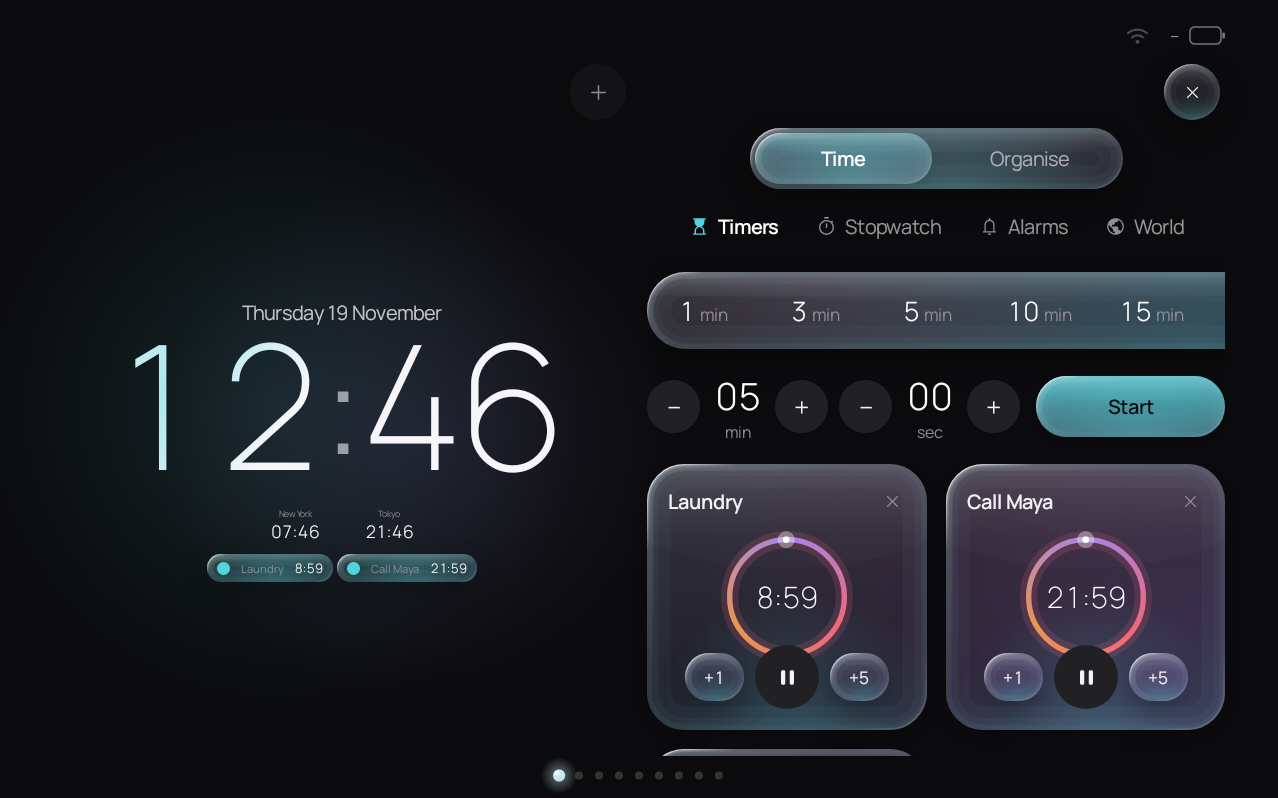 Time Organise
Timers Stopwatch Alarms World
1 min 3 min 5 min 10 min 15 min
− 05 + − 00 + Start
min sec
Thursday 19 November
12:46
New York Tokyo
07:46 21:46
Laundry 8:59 Call Maya 21:59
Laundry
8:59
+1 +5
Call Maya
21:59
+1 +5